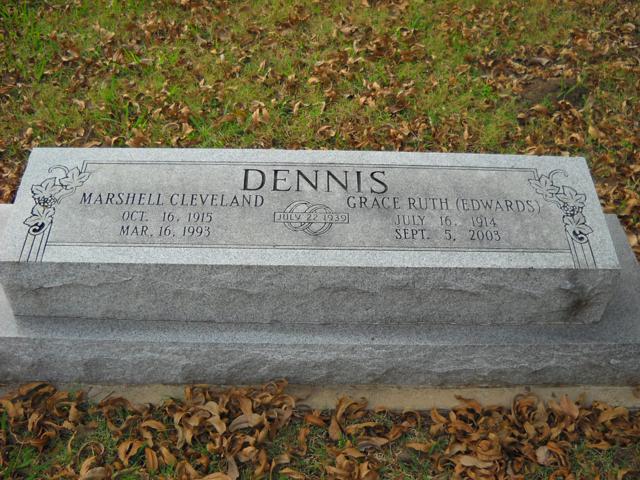 DENNIS
MARSHELL CLEVELAND
OCT. 16, 1915
MAR. 16, 1993
JULY 22 1939
GRACE RUTH (EDWARDS)
JULY 16, 1914
SEPT. 5, 2003